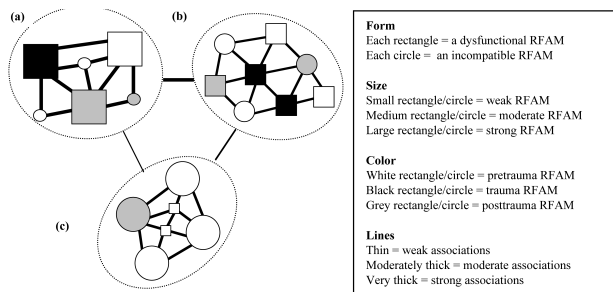 (a)
(b)
(c)
Form
Each rectangle = a dysfunctional RFAM
Each circle = an incompatible RFAM
Size
Small rectangle/circle = weak RFAM
Medium rectangle/circle = moderate RFAM
Large rectangle/circle = strong RFAM
Color
White rectangle/circle = pretrauma RFAM
Black rectangle/circle = trauma RFAM
Grey rectangle/circle = posttrauma RFAM
Lines
Thin = weak associations
Moderately thick = moderate associations
Very thick = strong associations